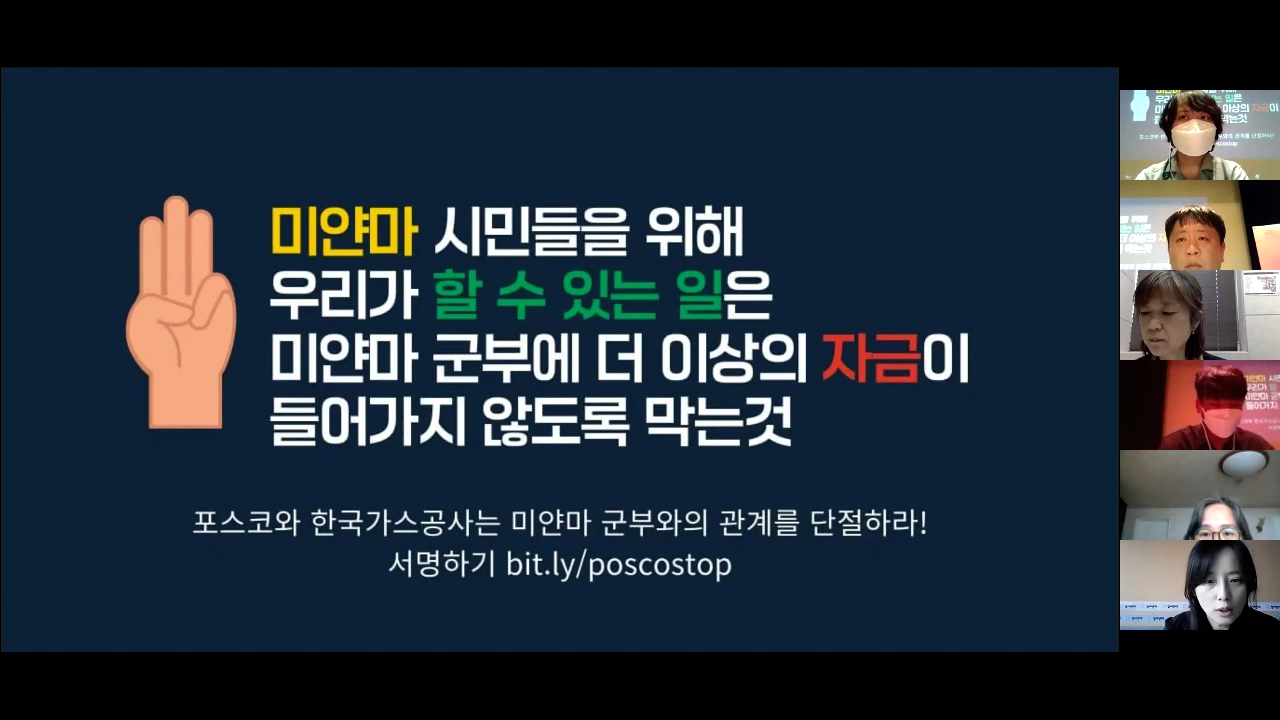 미얀마 시민들을 위해
우리가 할 수 있는 일은
미얀마 군부에 더 이상의 자금이
들어가지 않도록 막는것
포스코와 한국가스공사는 미얀마 군부와의 관계를 단절하라!
서명하기 bit.ly/poscostop